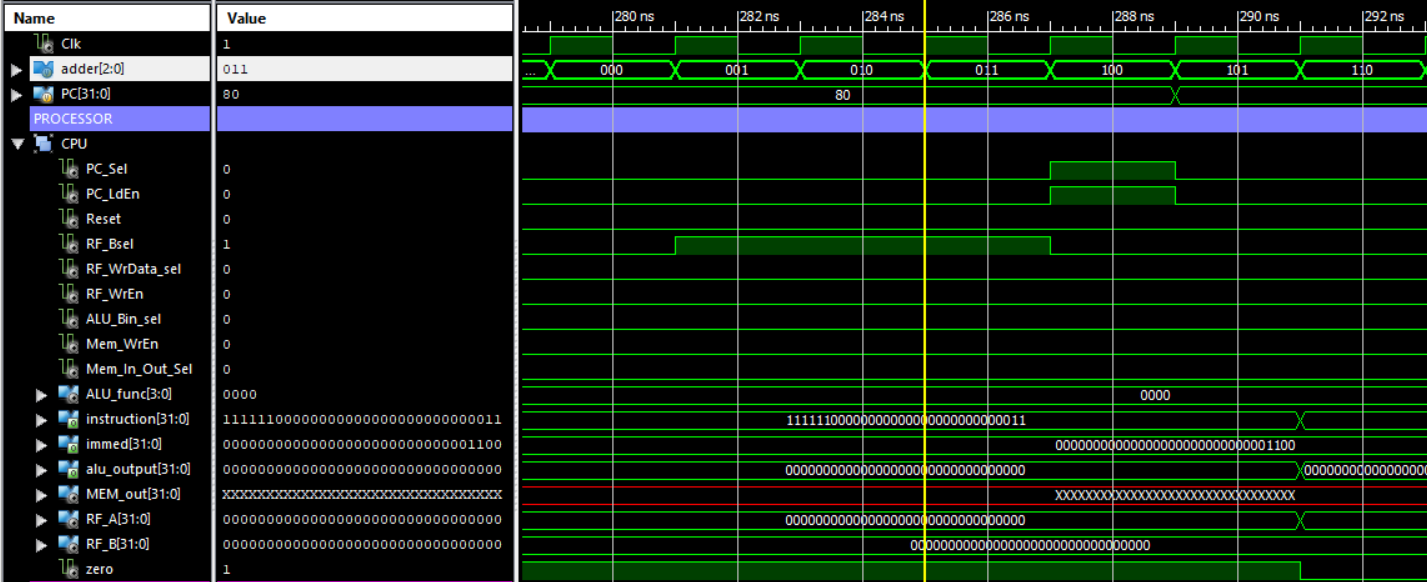 Name Value 280 ns 282 ns 284 ns 286 ns 288 ns 290 ns 292 ns
Clk 1
adder[2:0] 011 ... 000 001 010 011 100 101 110
PC[31:0] 80 80
PROCESSOR
CPU
PC_Sel 0
PC_LdEn 0
Reset 0
RF_Bsel 1
RF_WrData_sel 0
RF_WrEn 0
ALU_Bin_sel 0
Mem_WrEn 0
Mem_In_Out_Sel 0
ALU_func[3:0] 0000 0000
instruction[31:0] 11111100000000000000000000000011 11111100000000000000000000000011
immed[31:0] 00000000000000000000000000001100 00000000000000000000000000001100
alu_output[31:0] 00000000000000000000000000000000 00000000000000000000000000000000
MEM_out[31:0] XXXXXXXXXXXXXXXXXXXXXXXXXXXXXXXX XXXXXXXXXXXXXXXXXXXXXXXXXXXXXXXX
RF_A[31:0] 00000000000000000000000000000000 00000000000000000000000000000000
RF_B[31:0] 00000000000000000000000000000000 00000000000000000000000000000000
zero 1